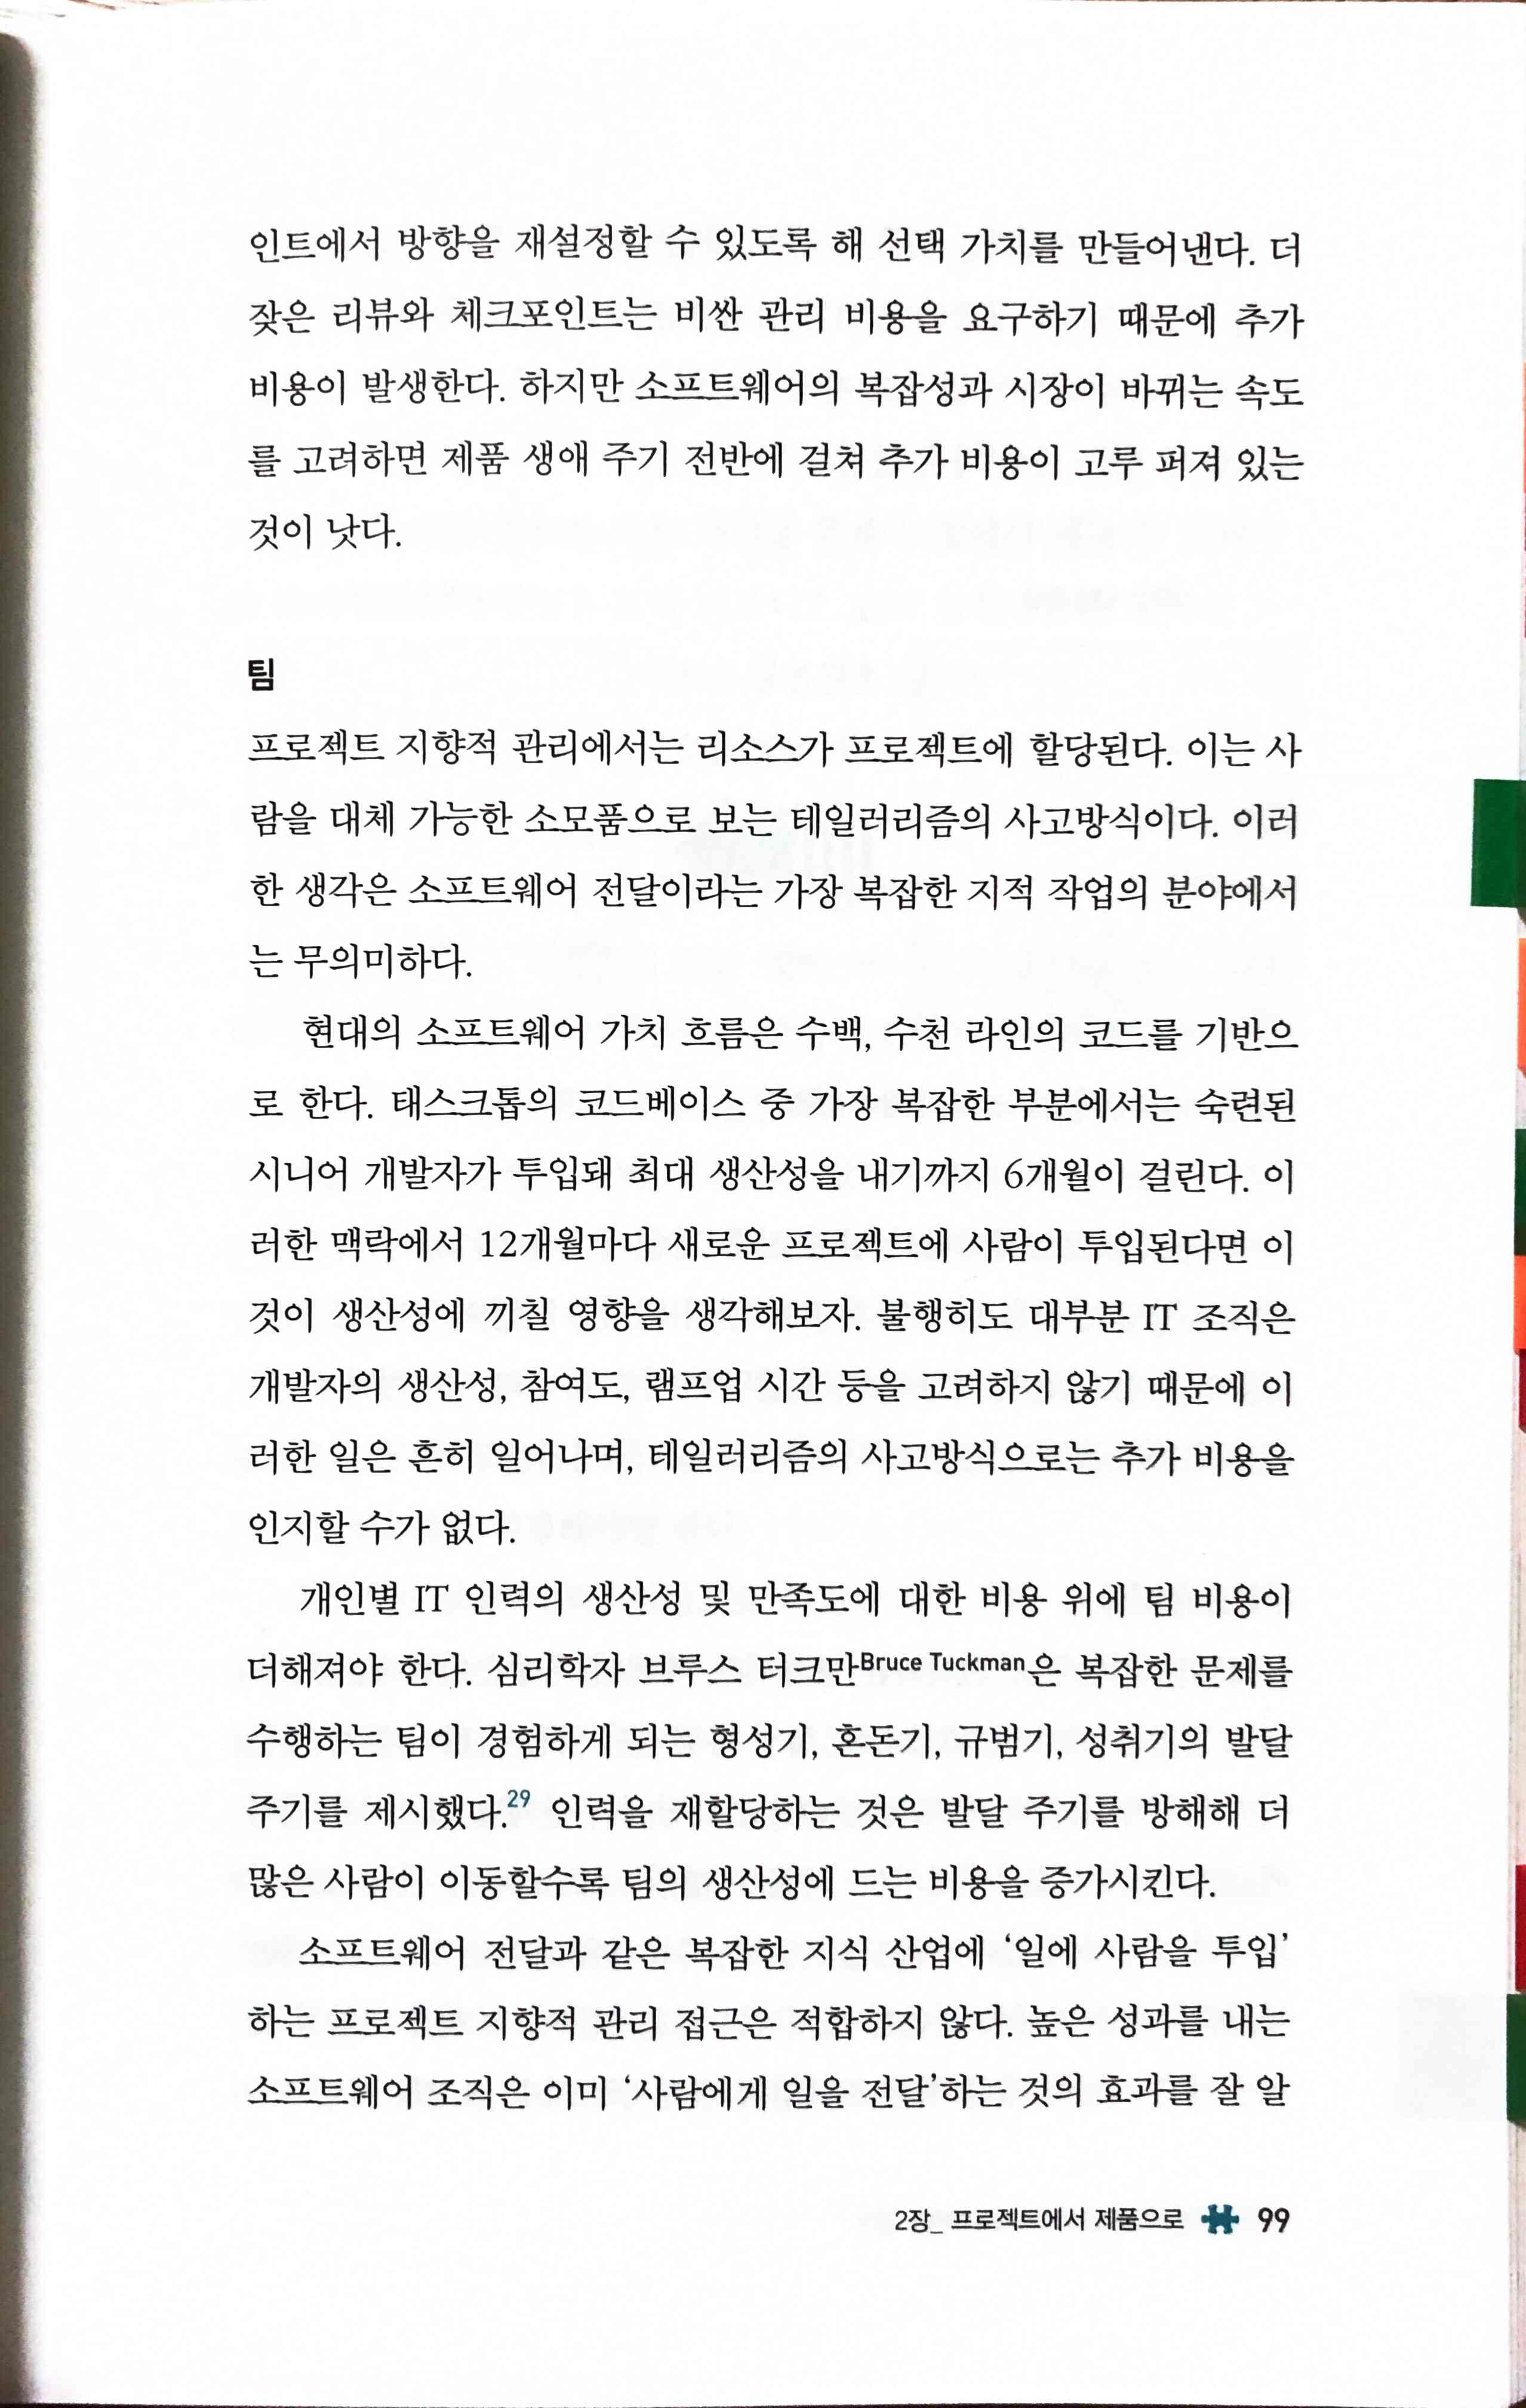 인트에서 방향을 재설정할 수 있도록 해 선택 가치를 만들어낸다. 더
잦은 리뷰와 체크포인트는 비싼 관리 비용을 요구하기 때문에 추가
비용이 발생한다. 하지만 소프트웨어의 복잡성과 시장이 바뀌는 속도
를 고려하면 제품 생애 주기 전반에 걸쳐 추가 비용이 고루 퍼져 있는
것이 낫다.
팀
프로젝트 지향적 관리에서는 리소스가 프로젝트에 할당된다. 이는 사
람을 대체 가능한 소모품으로 보는 테일러리즘의 사고방식이다. 이러
한 생각은 소프트웨어 전달이라는 가장 복잡한 지적 작업의 분야에서
는 무의미하다.
현대의 소프트웨어 가치 흐름은 수백, 수천 라인의 코드를 기반으
로 한다. 태스크톱의 코드베이스 중 가장 복잡한 부분에서는 숙련된
시니어 개발자가 투입돼 최대 생산성을 내기까지 6개월이 걸린다. 이
러한 맥락에서 12개월마다 새로운 프로젝트에 사람이 투입된다면 이
것이 생산성에 끼칠 영향을 생각해보자. 불행히도 대부분 IT 조직은
개발자의 생산성, 참여도, 램프업 시간 등을 고려하지 않기 때문에 이
러한 일은 흔히 일어나며, 테일러리즘의 사고방식으로는 추가 비용을
인지할 수가 없다.
개인별 IT 인력의 생산성 및 만족도에 대한 비용 위에 팀 비용이
더해져야 한다. 심리학자 브루스 터크만Bruce Tuckman은 복잡한 문제를
수행하는 팀이 경험하게 되는 형성기, 혼돈기, 규범기, 성취기의 발달
주기를 제시했다.29 인력을 재할당하는 것은 발달 주기를 방해해 더
많은 사람이 이동할수록 팀의 생산성에 드는 비용을 증가시킨다.
소프트웨어 전달과 같은 복잡한 지식 산업에 ‘일에 사람을 투입’
하는 프로젝트 지향적 관리 접근은 적합하지 않다. 높은 성과를 내는
소프트웨어 조직은 이미 ‘사람에게 일을 전달’하는 것의 효과를 잘 알
2장_ 프로젝트에서 제품으로 99